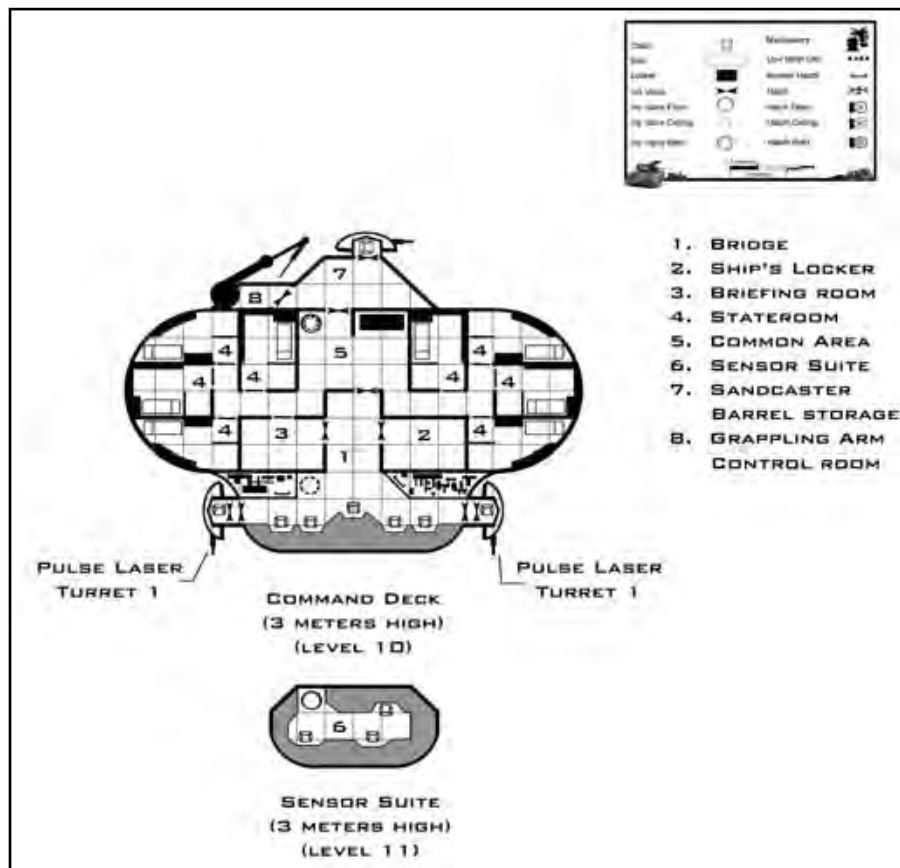 Locker
Hatch
1. BRIDGE
2. SHIP'S LOCKER
3. BRIEFING ROOM
4. STATEROOM
5. COMMON AREA
6. SENSOR SUITE
7. SANDCASTER
BARREL STORAGE
8. GRAPPLING ARM
CONTROL ROOM
7
8
5
4
4
4
4
4
4
4
4
3
2
1
PULSE LASER
TURRET 1
PULSE LASER
TURRET 1
COMMAND DECK
(3 METERS HIGH)
(LEVEL 10)
6
SENSOR SUITE
(3 METERS HIGH)
(LEVEL 11)